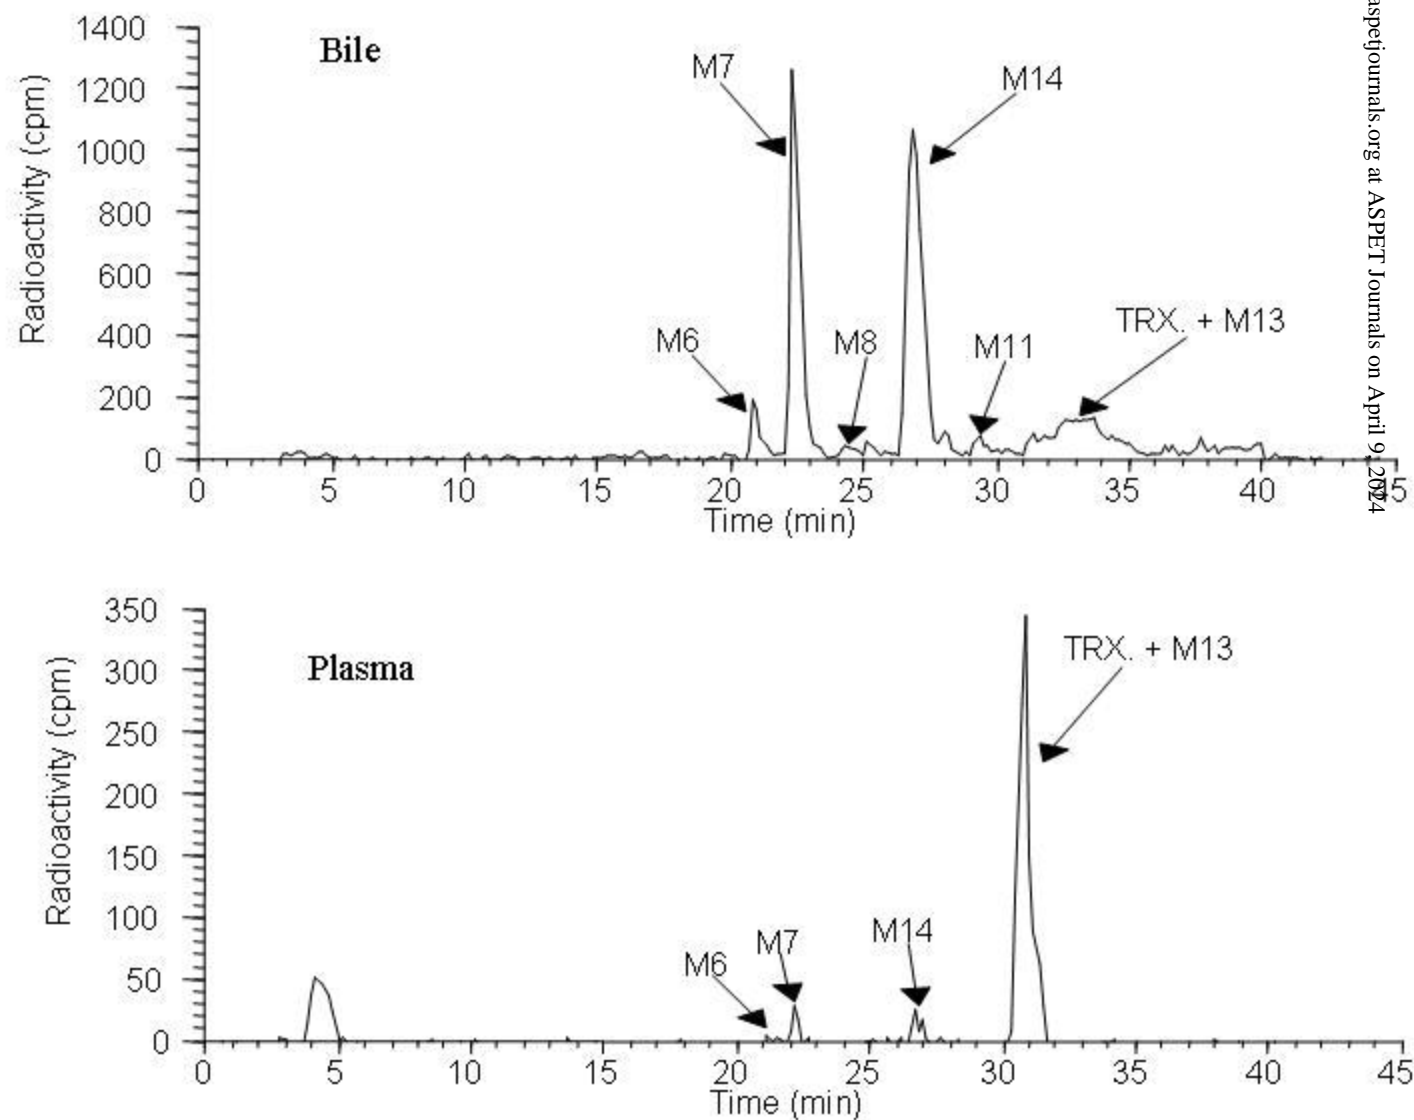 1400
1200
1000
800
600
400
200
0
Radioactivity (cpm)
Bile
M7
M14
M6
M8
M11
TRX. + M13
0 5 10 15 20 25 30 35 40 45
Time (min)
350
300
250
200
150
100
50
0
Radioactivity (cpm)
Plasma
TRX. + M13
M6
M7
M14
0 5 10 15 20 25 30 35 40 45
Time (min)
aspetjournals.org at ASPET Journals on April 9, 2024